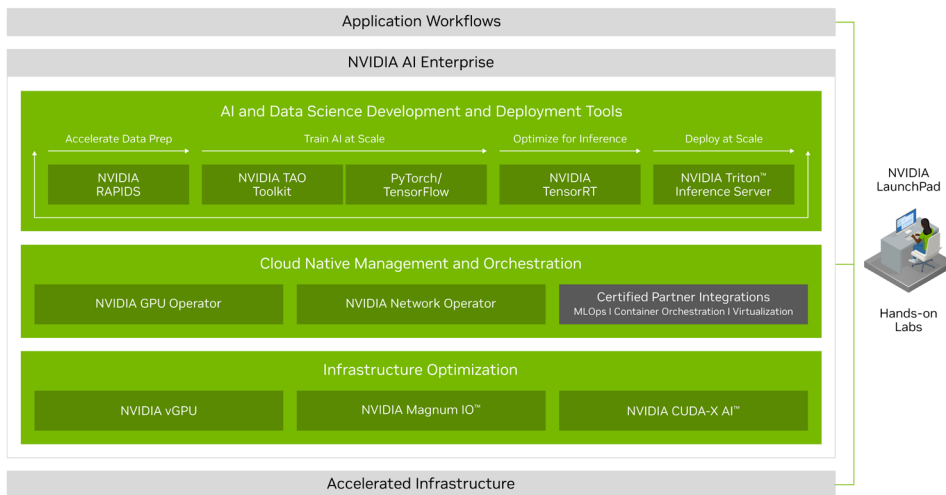 Application Workflows
NVIDIA AI Enterprise
AI and Data Science Development and Deployment Tools
Accelerate Data Prep
Train AI at Scale
Optimize for Inference
Deploy at Scale
NVIDIA
RAPIDS
NVIDIA TAO
Toolkit
PyTorch/
TensorFlow
NVIDIA
TensorRT
NVIDIA Triton™
Inference Server
Cloud Native Management and Orchestration
NVIDIA GPU Operator
NVIDIA Network Operator
Certified Partner Integrations
MLOps I Container Orchestration I Virtualization
Infrastructure Optimization
NVIDIA vGPU
NVIDIA Magnum IO™
NVIDIA CUDA-X AI™
Accelerated Infrastructure
NVIDIA
LaunchPad
Hands-on
Labs